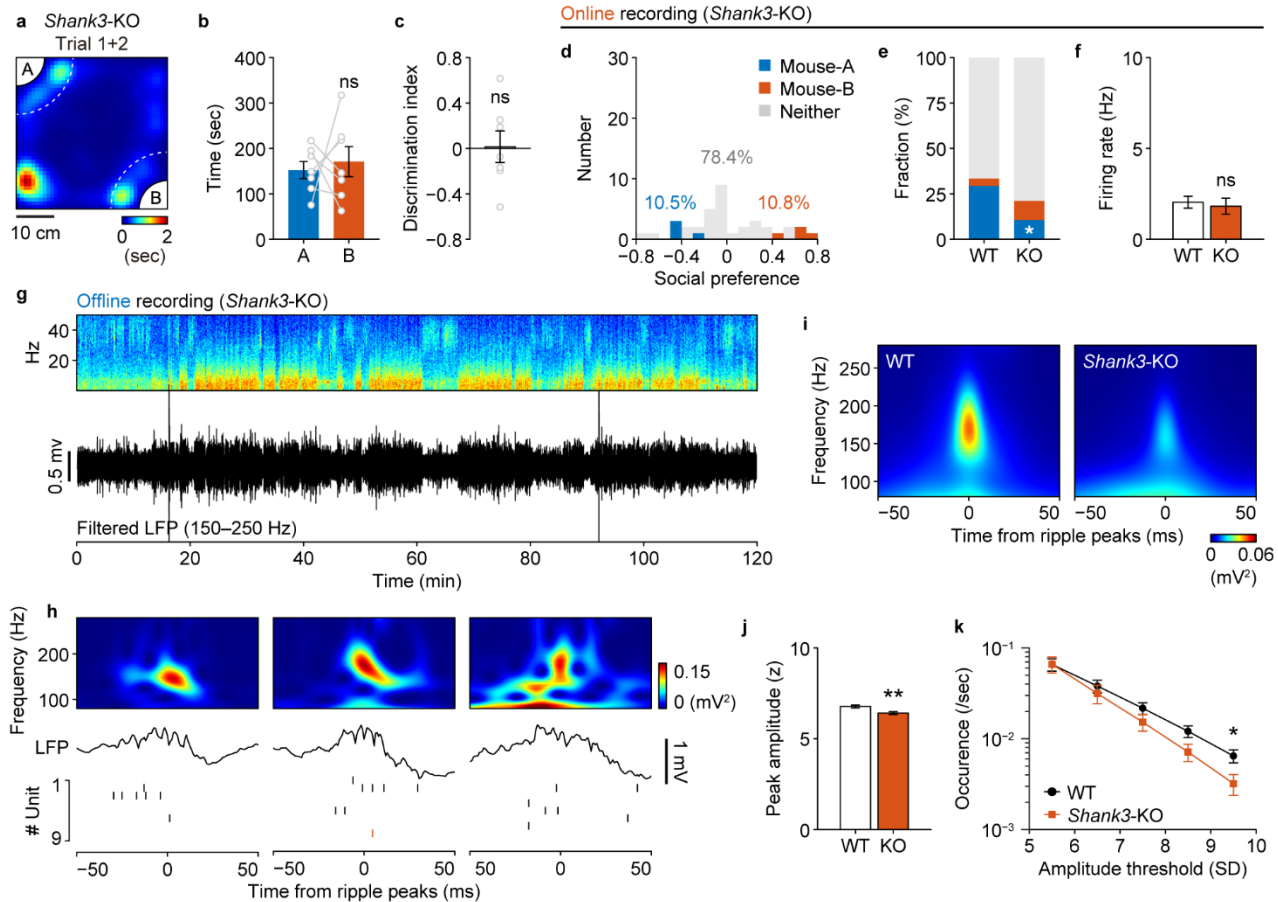 Online recording (Shank3-KO)
a
Shank3-KO
Trial 1+2
A
B
10 cm
0 2
(sec)
b
Time (sec)
400
300
200
100
0
ns
A B
c
Discrimination index
0.8
0.4
0
−0.4
−0.8
ns
d
Number
30
20
10
0
Mouse-A
Mouse-B
Neither
78.4%
10.5%
10.8%
−0.8 −0.4 0 0.4 0.8
Social preference
e
Fraction (%)
100
75
50
25
0
*
WT KO
f
Firing rate (Hz)
10
5
0
ns
WT KO
g
Offline recording (Shank3-KO)
Hz
40
20
0.5 mv
Filtered LFP (150–250 Hz)
0 20 40 60 80 100 120
Time (min)
i
Frequency (Hz)
250
200
150
100
WT
Shank3-KO
−50 0 50
−50 0 50
Time from ripple peaks (ms)
0 0.06
(mV2)
h
Frequency (Hz)
200
100
0.15
0 (mV2)
LFP
1 mV
# Unit
1
9
−50 0 50
−50 0 50
−50 0 50
Time from ripple peaks (ms)
j
Peak amplitude (z)
10
5
0
**
WT KO
k
Occurence (/sec)
10−1
10−2
10−3
*
WT
Shank3-KO
5 6 7 8 9 10
Amplitude threshold (SD)